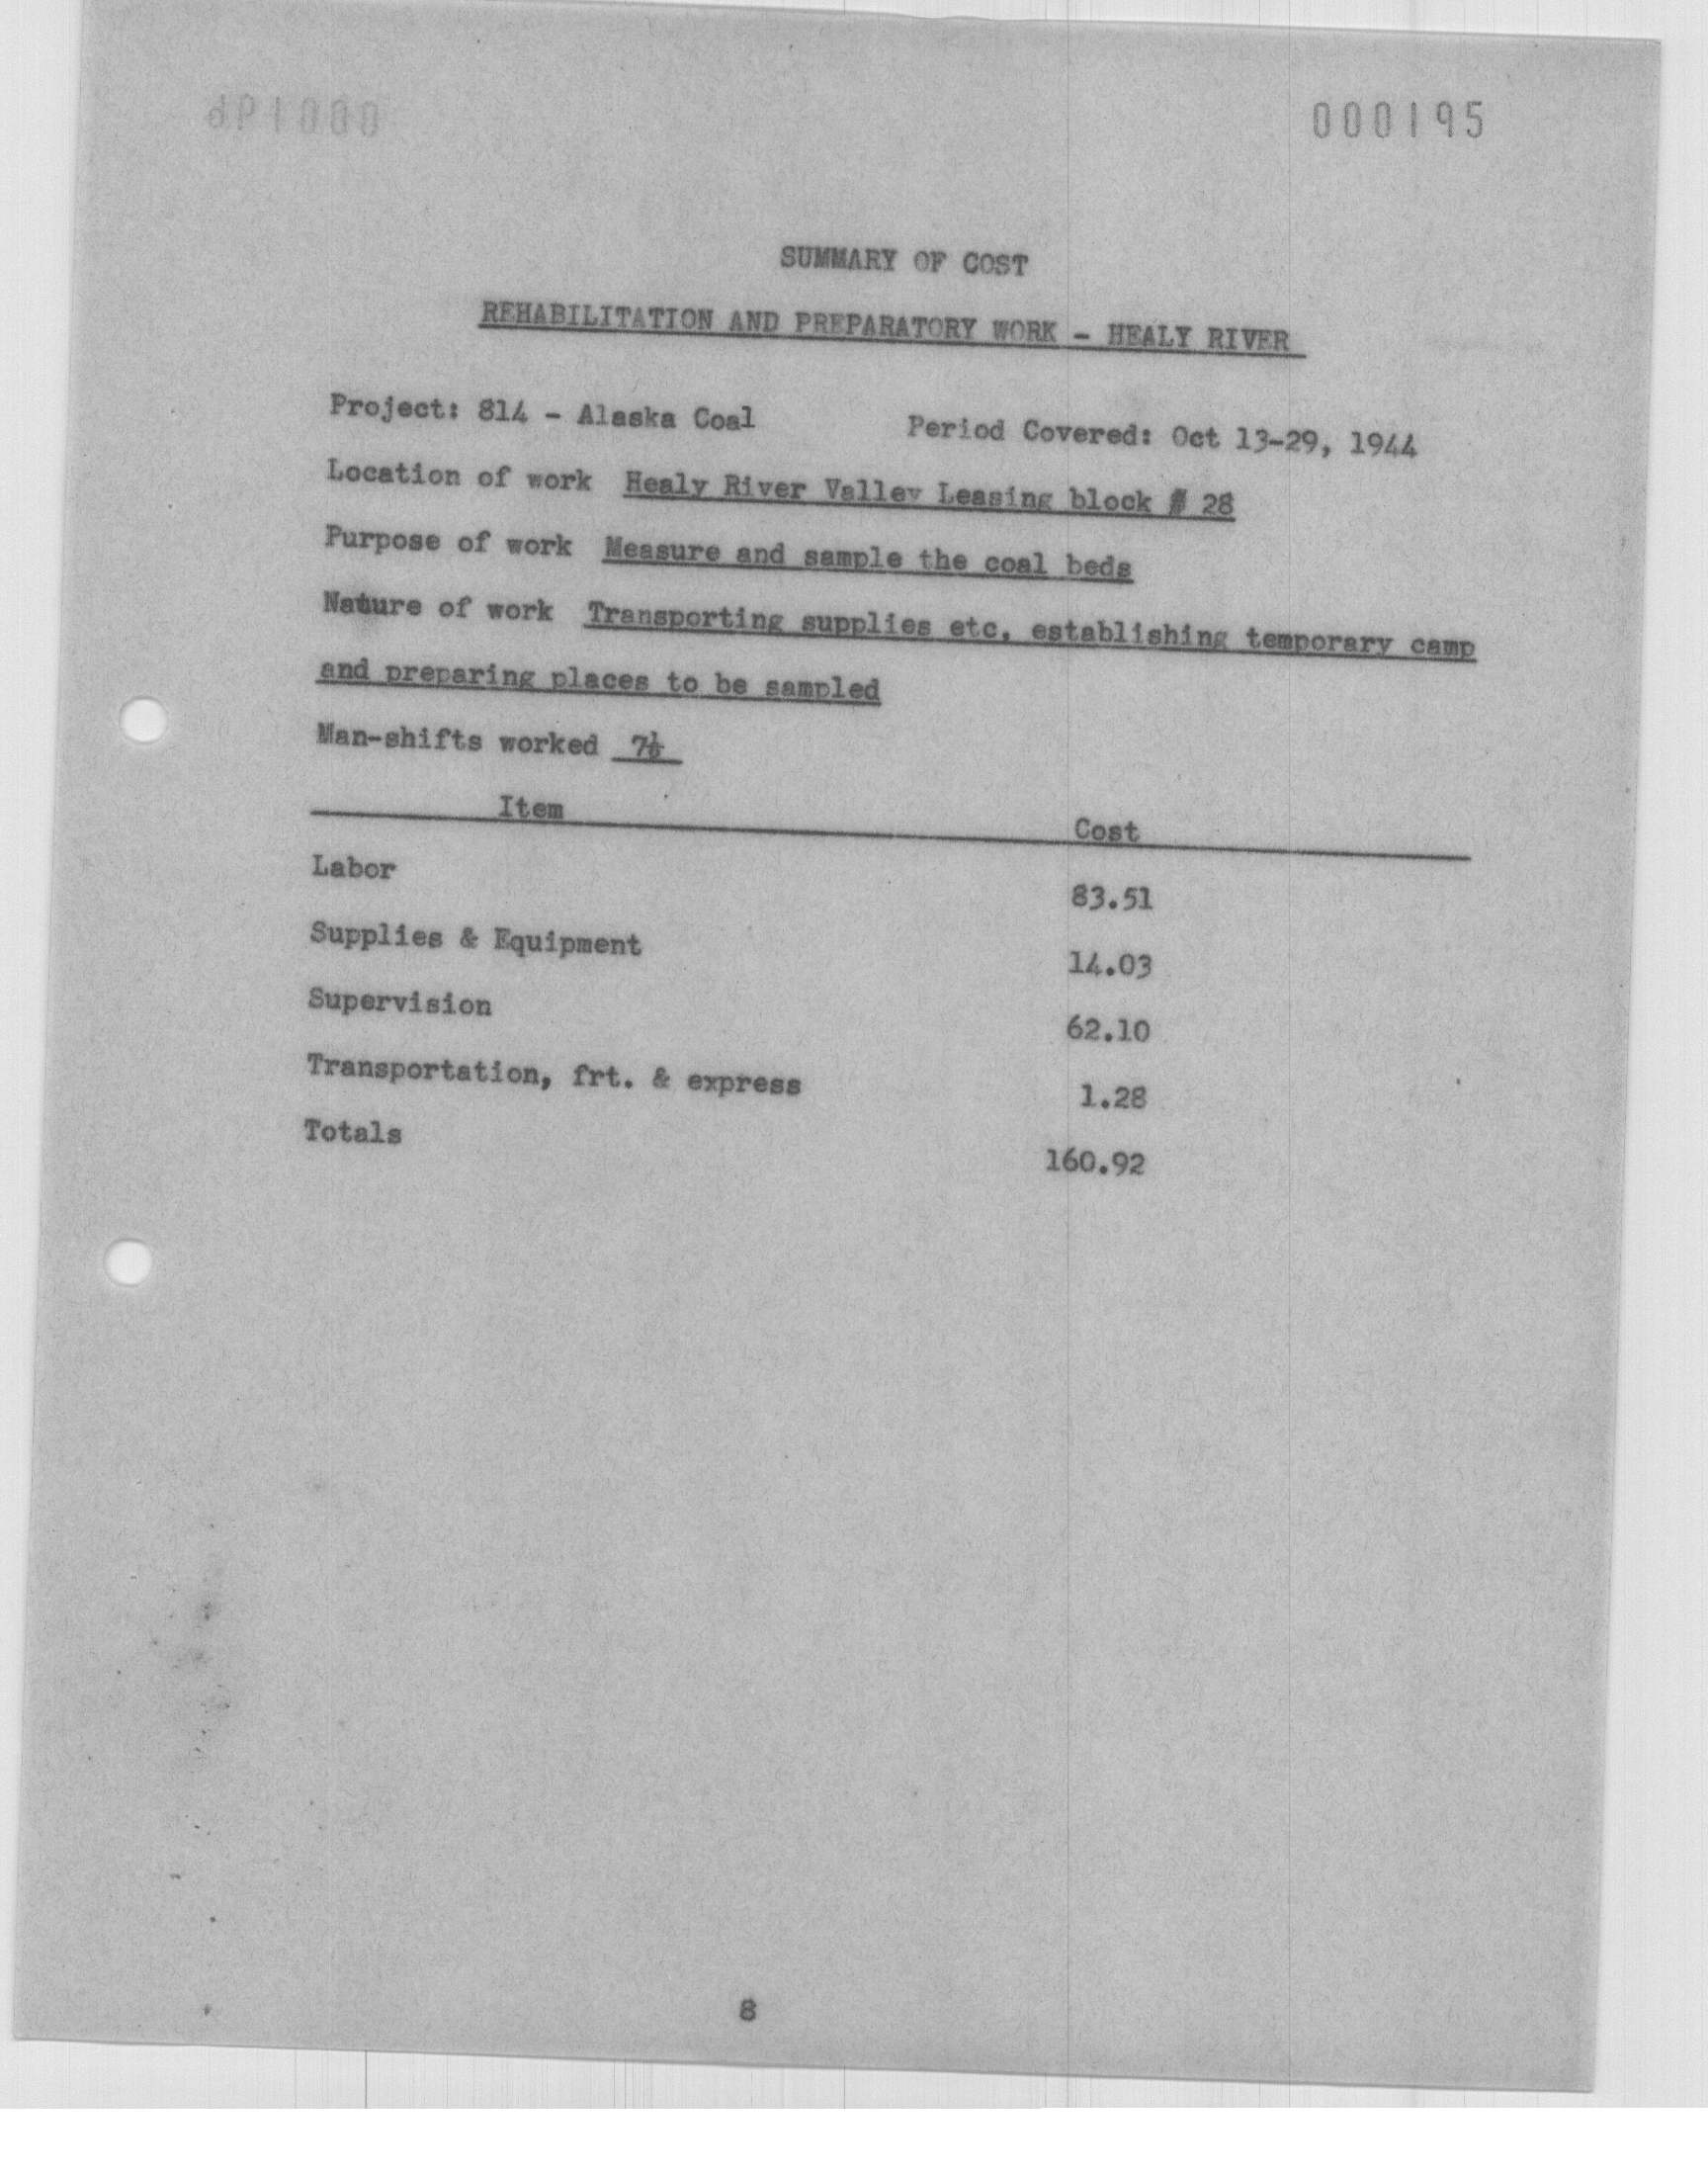 000195
SUMMARY OF COST
REHABILITATION AND PREPARATORY WORK - HEALY RIVER
Project: 814 - Alaska Coal Period Covered: Oct 13-29, 1944
Location of work Healy River Valley Leasing block # 28
Purpose of work Measure and sample the coal beds
Nature of work Transporting supplies etc, establishing temporary camp
and preparing places to be sampled
Man-shifts worked
Item Cost
Labor 83.51
Supplies & Equipment 14.03
Supervision 62.10
Transportation, frt. & express 1.28
Totals 160.92
8